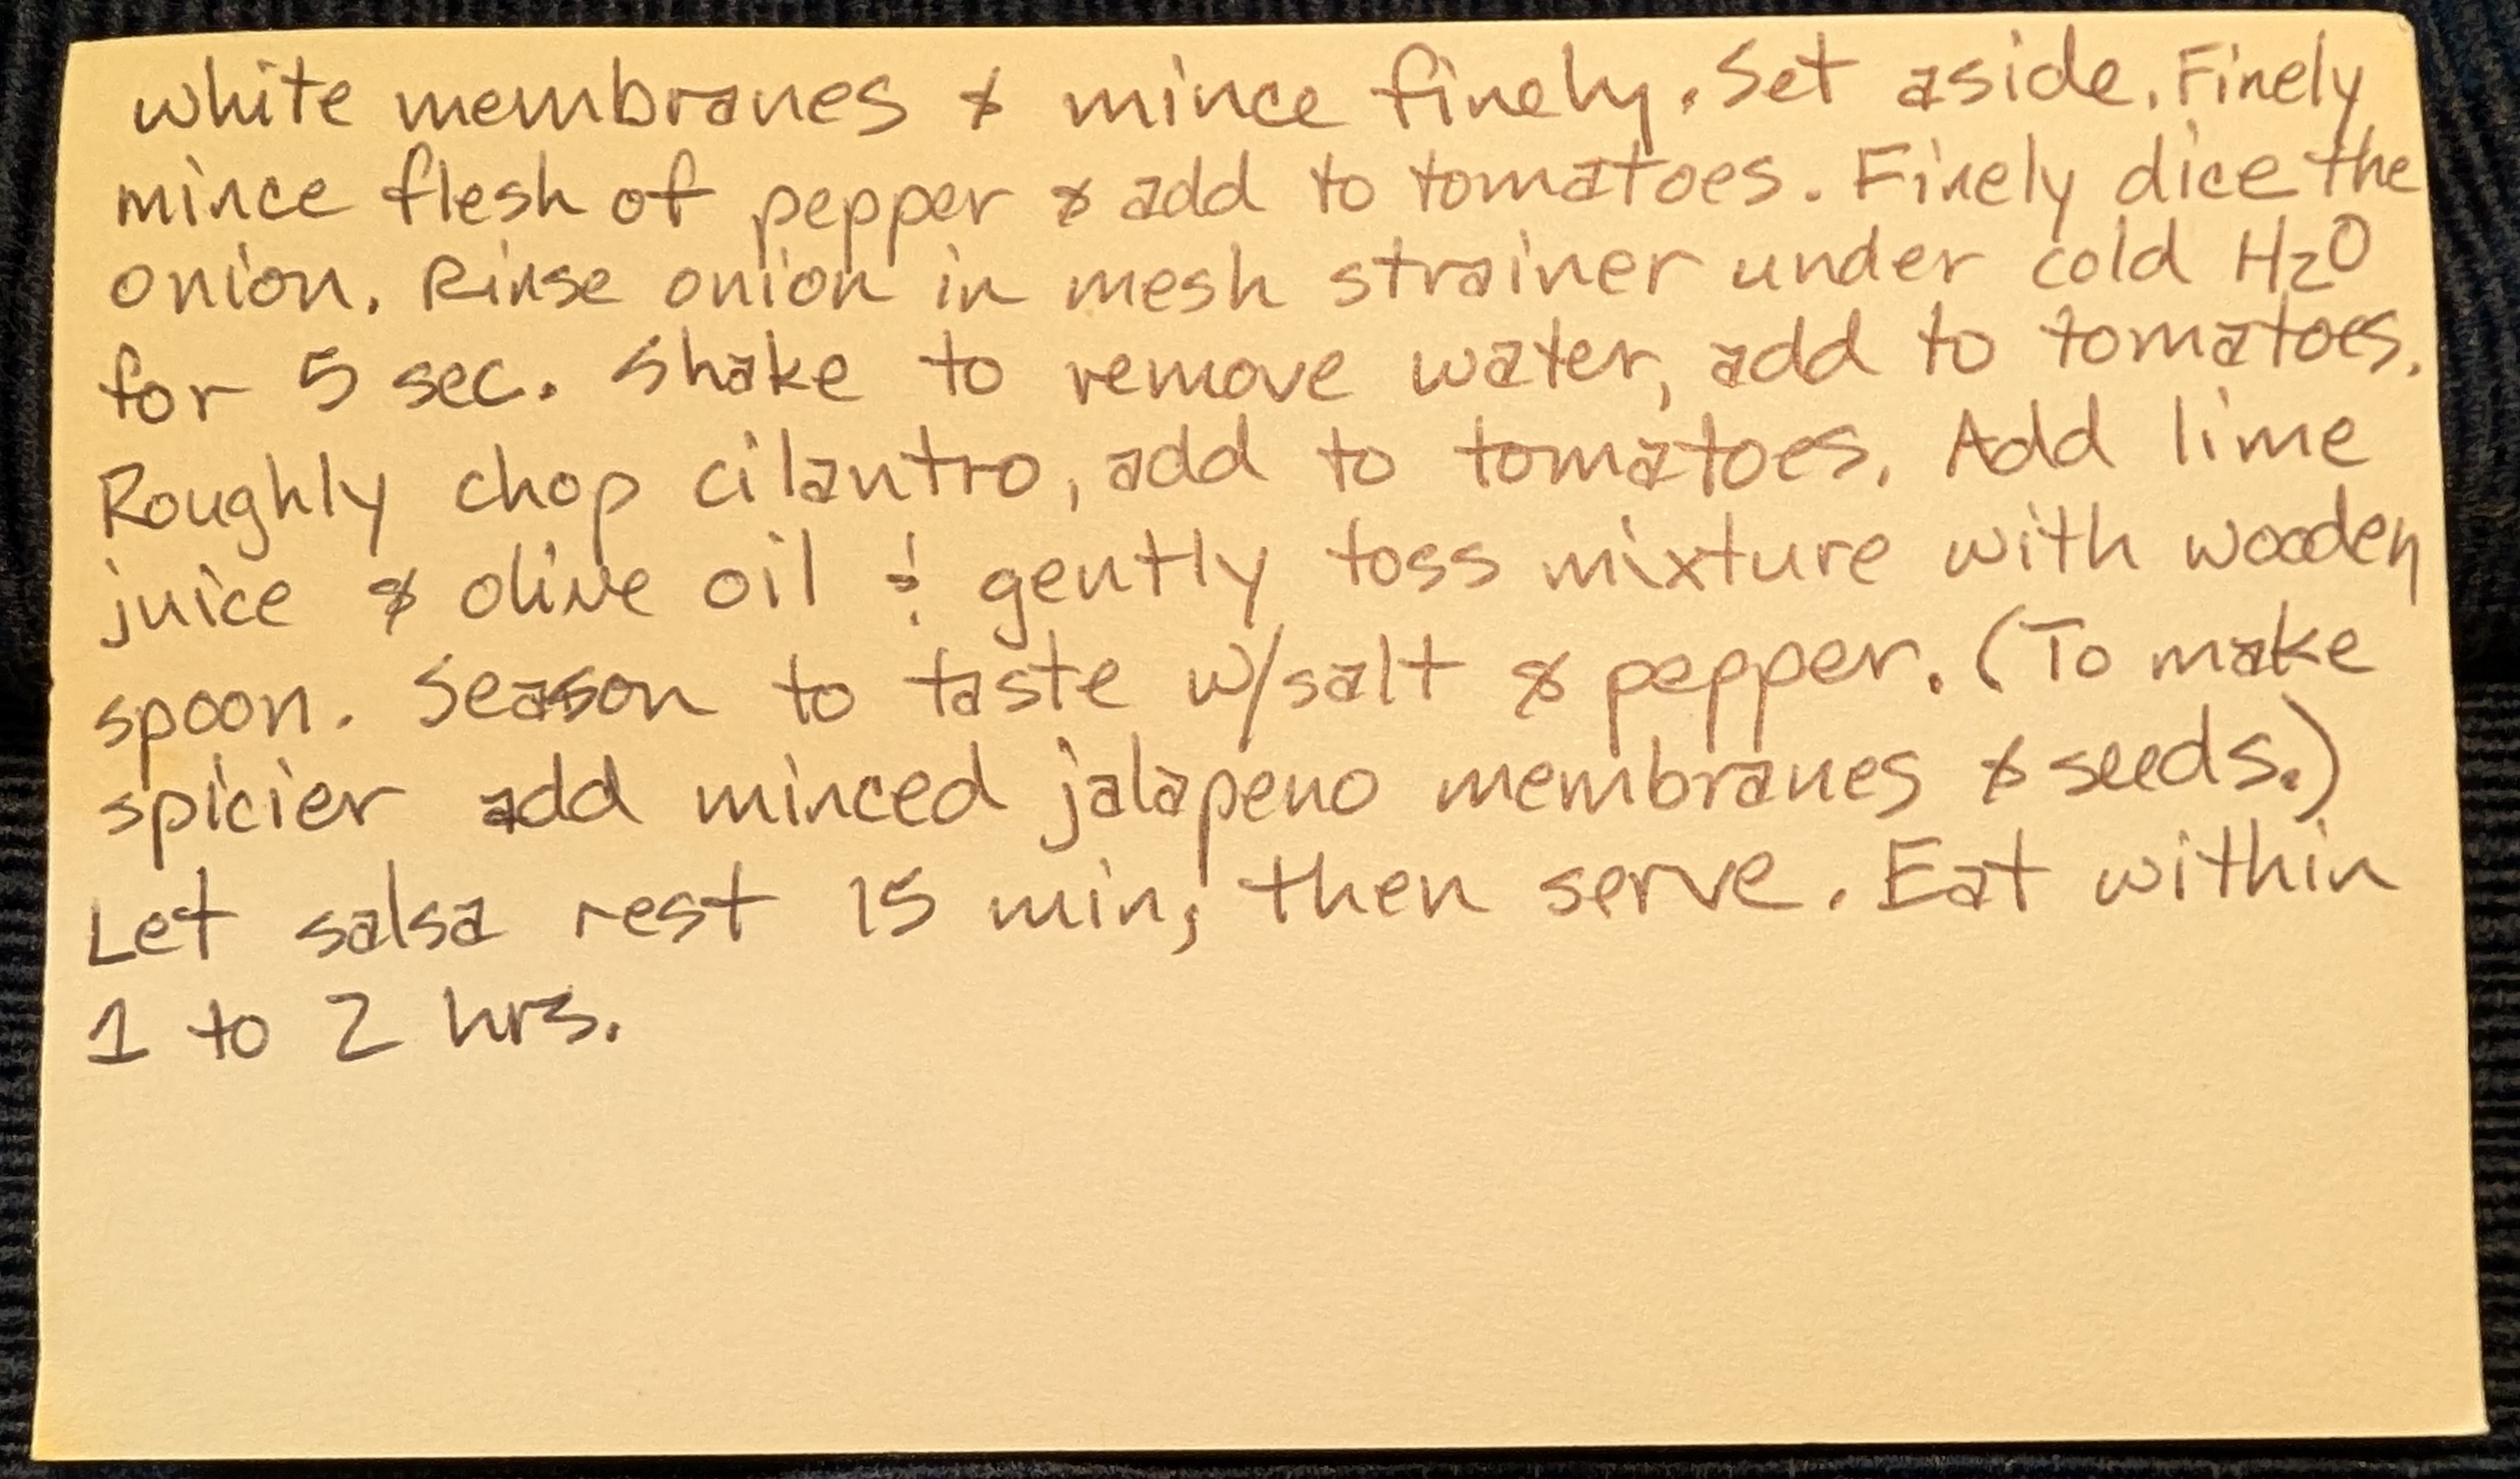 white membranes & mince finely. Set aside. Finely
mince flesh of pepper & add to tomatoes. Finely dice the
onion. Rinse onion in mesh strainer under cold H2O
for 5 sec. Shake to remove water, add to tomatoes.
Roughly chop cilantro, add to tomatoes. Add lime
juice & olive oil & gently toss mixture with wooden
spoon. Season to taste w/salt & pepper. (To make
spicier add minced jalapeno membranes & seeds.)
Let salsa rest 15 min, then serve. Eat within
1 to 2 hrs.